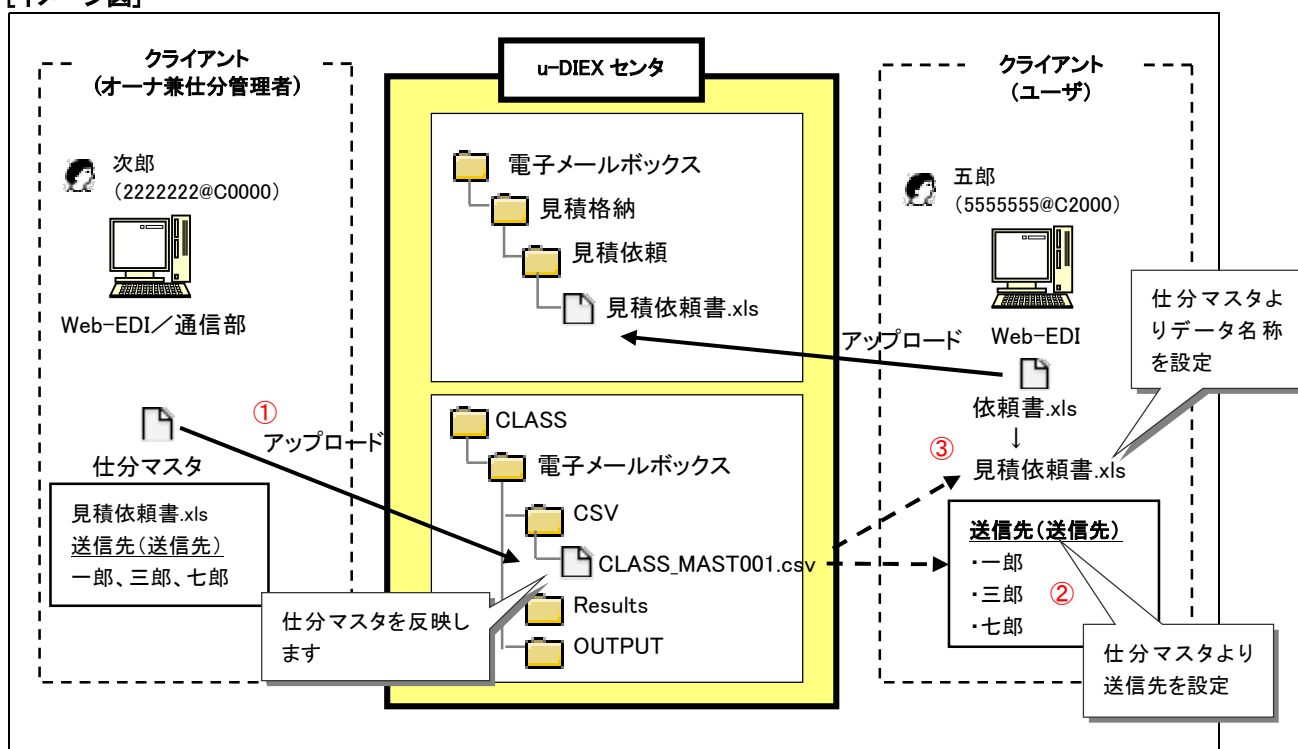 [イメージ図]
クライアント
(オーナ兼仕分管理者)
次郎
(2222222@C0000)
Web-EDI/通信部
①
アップロード
仕分マスタ
見積依頼書.xls
送信先(送信先)
一郎、三郎、七郎
仕分マスタを反映し
ます
u-DIEX センタ
電子メールボックス
見積格納
見積依頼
見積依頼書.xls
CLASS
電子メールボックス
CSV
CLASS_MAST001.csv
Results
OUTPUT
クライアント
(ユーザ)
五郎
(5555555@C2000)
Web-EDI
アップロード
依頼書.xls
↓
③
見積依頼書.xls
仕分マスタよ
りデータ名称
を設定
送信先(送信先)
・一郎
・三郎
②
・七郎
仕分マスタより
送信先を設定